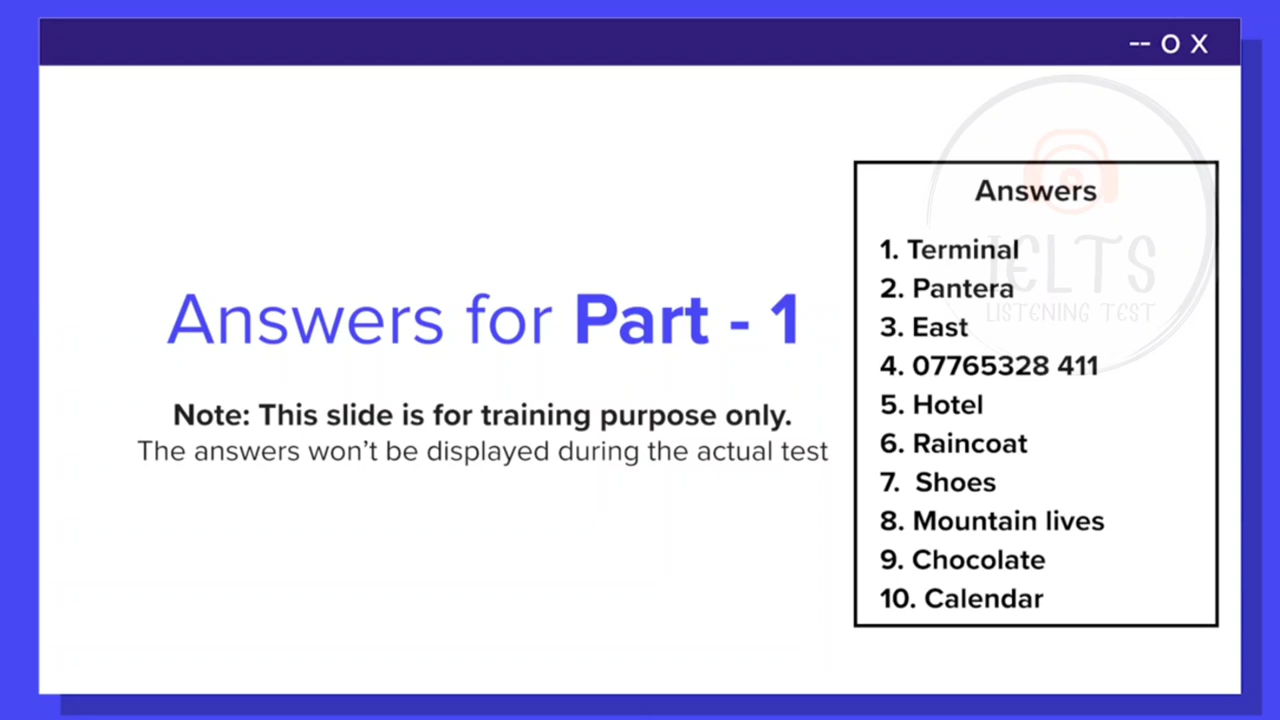 -- O X
Answers for Part - 1
Note: This slide is for training purpose only.
The answers won't be displayed during the actual test
Answers
1. Terminal
2. Pantera
3. East
4. 07765328 411
5. Hotel
6. Raincoat
7. Shoes
8. Mountain lives
9. Chocolate
10. Calendar
IELTS
LISTENING TEST